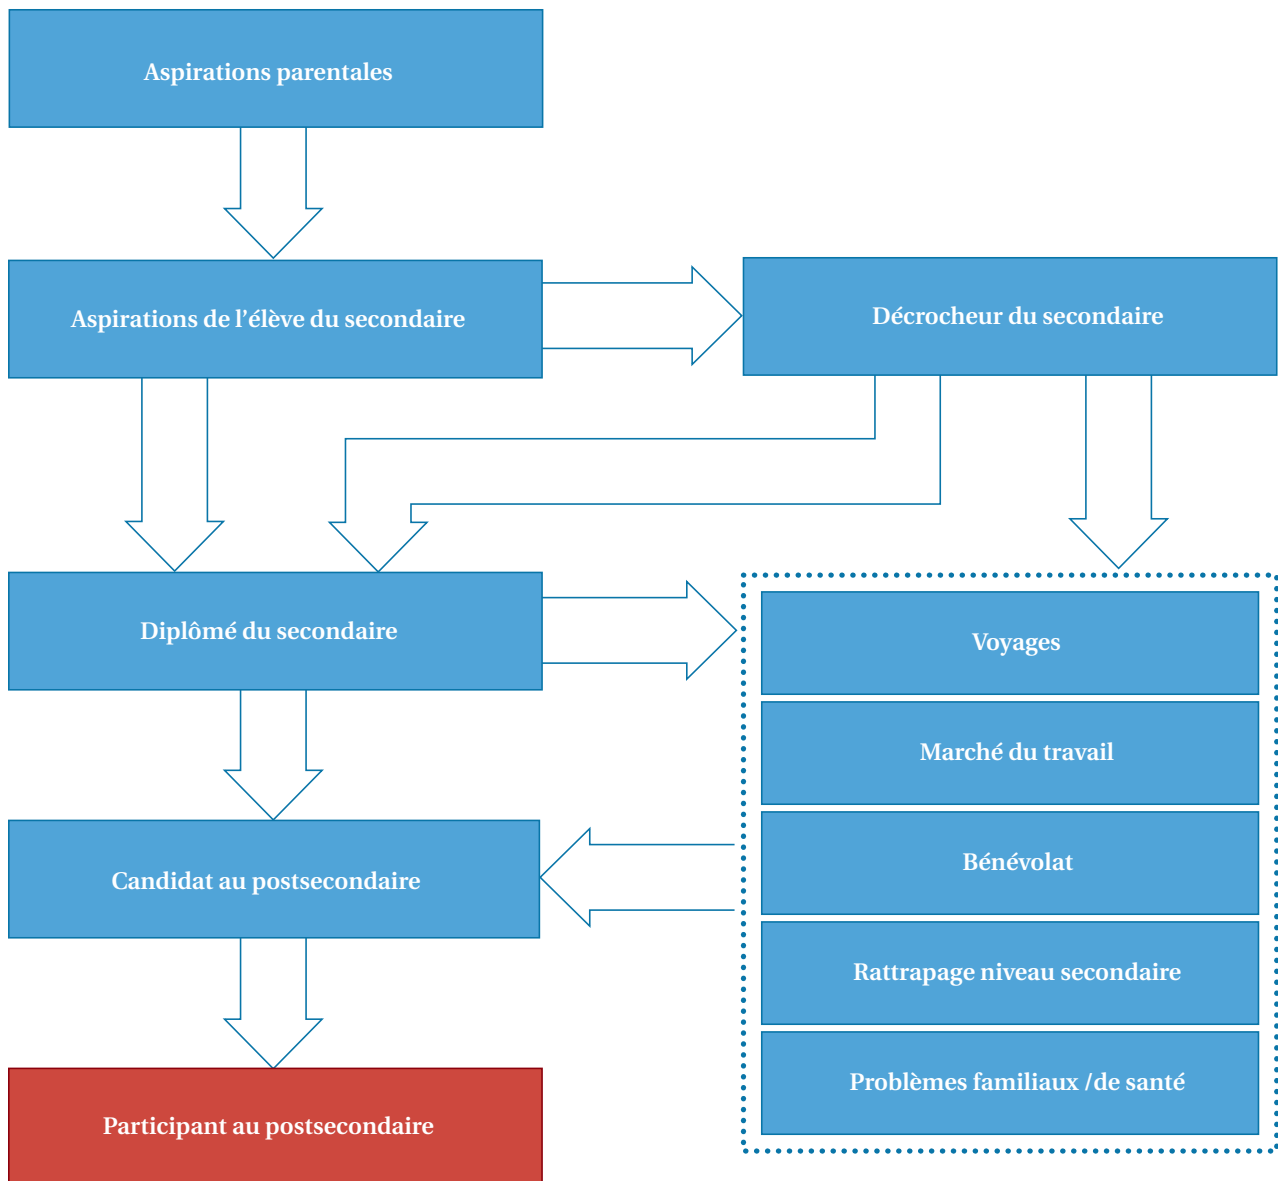 Aspirations parentales
Aspirations de l’élève du secondaire
Décrocheur du secondaire
Diplômé du secondaire
Voyages
Marché du travail
Bénévolat
Candidat au postsecondaire
Rattrapage niveau secondaire
Problèmes familiaux /de santé
Participant au postsecondaire